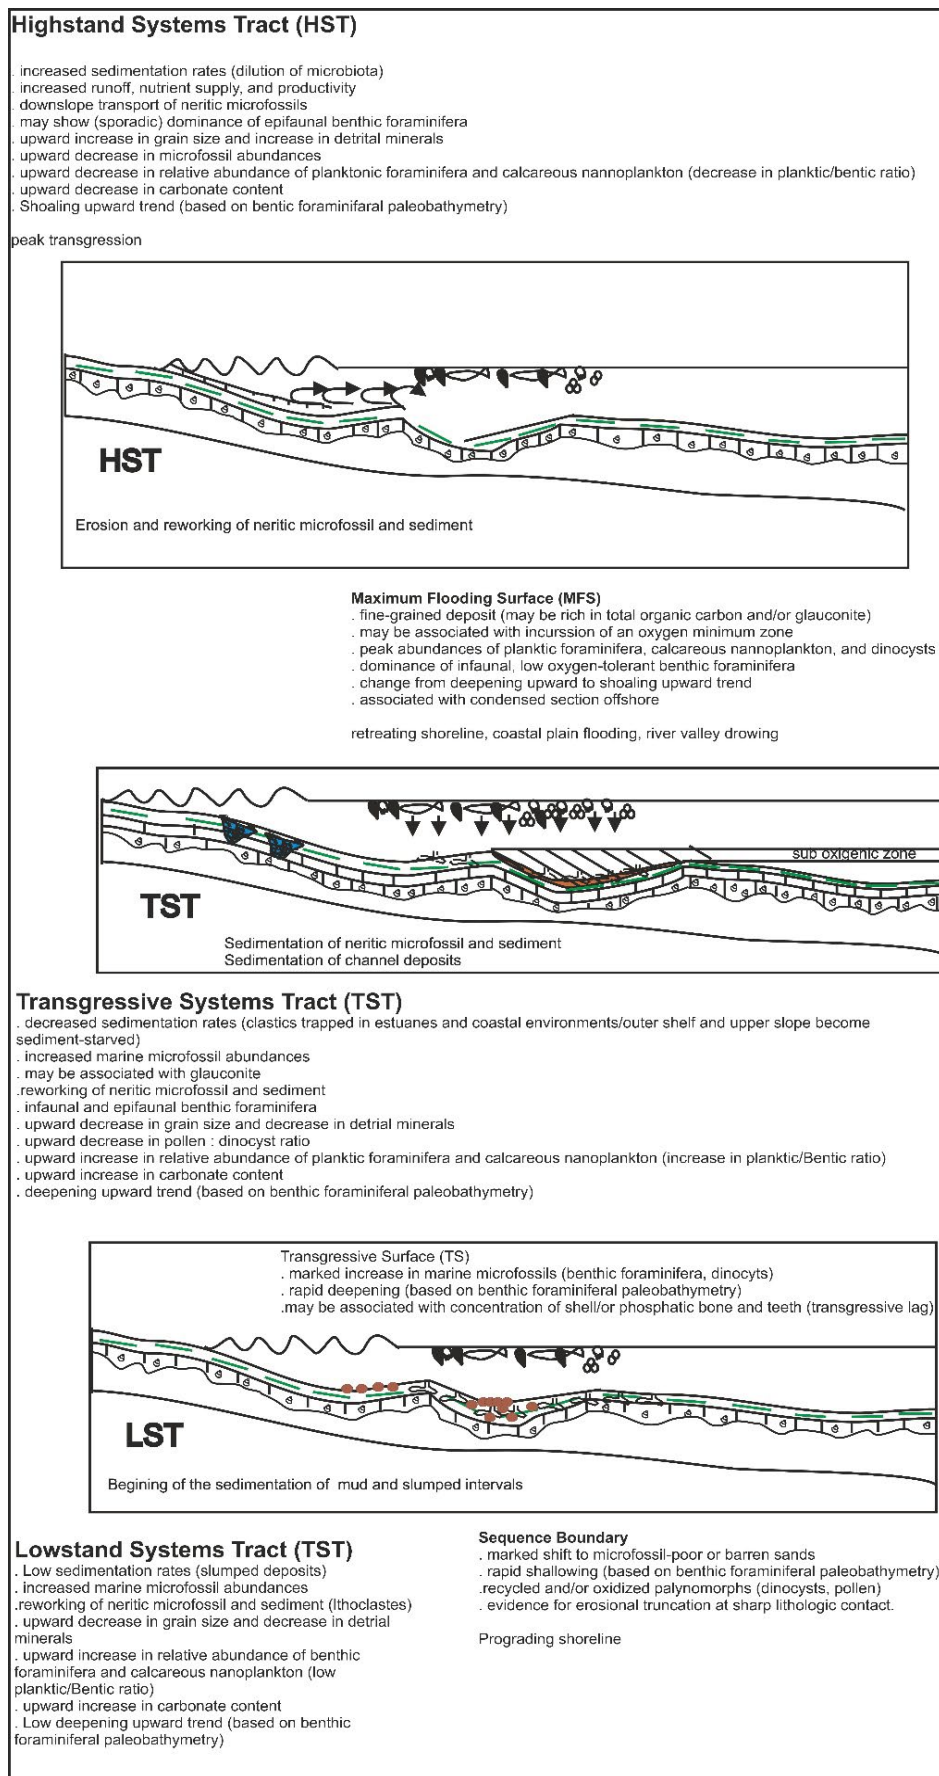 Highstand Systems Tract (HST)
. increased sedimentation rates (dilution of microbiota)
. increased runoff, nutrient supply, and productivity
. downslope transport of neritic microfossils
. may show (sporadic) dominance of epifaunal benthic foraminifera
. upward increase in grain size and increase in detrital minerals
. upward decrease in microfossil abundances
. upward decrease in relative abundance of planktonic foraminifera and calcareous nannoplankton (decrease in planktic/bentic ratio)
. upward decrease in carbonate content
. Shoaling upward trend (based on bentic foraminifaral paleobathymetry)
peak transgression
HST
Erosion and reworking of neritic microfossil and sediment
Maximum Flooding Surface (MFS)
. fine-grained deposit (may be rich in total organic carbon and/or glauconite)
. may be associated with incurssion of an oxygen minimum zone
. peak abundances of planktic foraminifera, calcareous nannoplankton, and dinocysts
. dominance of infaunal, low oxygen-tolerant benthic foraminifera
. change from deepening upward to shoaling upward trend
. associated with condensed section offshore
retreating shoreline, coastal plain flooding, river valley drowing
sub oxigenic zone
TST
Sedimentation of neritic microfossil and sediment
Sedimentation of channel deposits
Transgressive Systems Tract (TST)
. decreased sedimentation rates (clastics trapped in estuanes and coastal environments/outer shelf and upper slope become
sediment-starved)
. increased marine microfossil abundances
. may be associated with glauconite
.reworking of neritic microfossil and sediment
. infaunal and epifaunal benthic foraminifera
. upward decrease in grain size and decrease in detrial minerals
. upward decrease in pollen : dinocyst ratio
. upward increase in relative abundance of planktic foraminifera and calcareous nanoplankton (increase in planktic/Bentic ratio)
. upward increase in carbonate content
. deepening upward trend (based on benthic foraminiferal paleobathymetry)
Transgressive Surface (TS)
. marked increase in marine microfossils (benthic foraminifera, dinocyts)
. rapid deepening (based on benthic foraminiferal paleobathymetry)
.may be associated with concentration of shell/or phosphatic bone and teeth (transgressive lag)
LST
Begining of the sedimentation of mud and slumped intervals
Lowstand Systems Tract (TST)
. Low sedimentation rates (slumped deposits)
. increased marine microfossil abundances
.reworking of neritic microfossil and sediment (lthoclastes)
. upward decrease in grain size and decrease in detrial
minerals
. upward increase in relative abundance of benthic
foraminifera and calcareous nanoplankton (low
planktic/Bentic ratio)
. upward increase in carbonate content
. Low deepening upward trend (based on benthic
foraminiferal paleobathymetry)
Sequence Boundary
. marked shift to microfossil-poor or barren sands
. rapid shallowing (based on benthic foraminiferal paleobathymetry)
.recycled and/or oxidized palynomorphs (dinocysts, pollen)
. evidence for erosional truncation at sharp lithologic contact.
Prograding shoreline